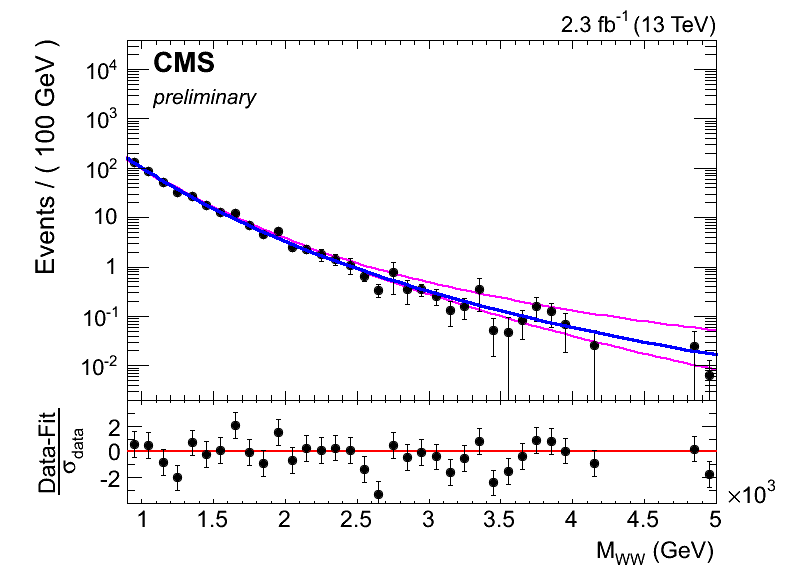 2.3 fb⁻¹ (13 TeV)
CMS
preliminary
Events / ( 100 GeV )
10⁴
10³
10²
10
1
10⁻¹
10⁻²
Data-Fit
σdata
2
0
-2
1 1.5 2 2.5 3 3.5 4 4.5 5
×10³
M_WW (GeV)